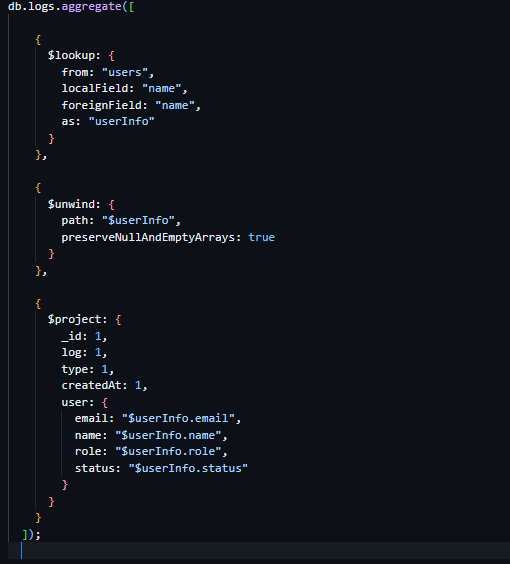 db.logs.aggregate([
{
$lookup: {
from: "users",
localField: "name",
foreignField: "name",
as: "userInfo"
}
},
{
$unwind: {
path: "$userInfo",
preserveNullAndEmptyArrays: true
}
},
{
$project: {
_id: 1,
log: 1,
type: 1,
createdAt: 1,
user: {
email: "$userInfo.email",
name: "$userInfo.name",
role: "$userInfo.role",
status: "$userInfo.status"
}
}
}
]);